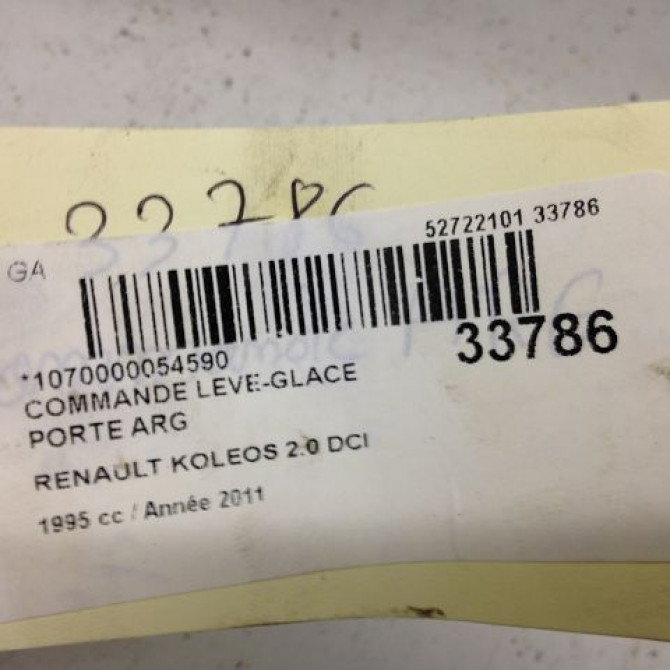 33786
GA
52722101 33786
33786
*1070000054590
COMMANDE LEVE-GLACE
PORTE ARG
RENAULT KOLEOS 2.0 DCI
1995 cc / Année 2011